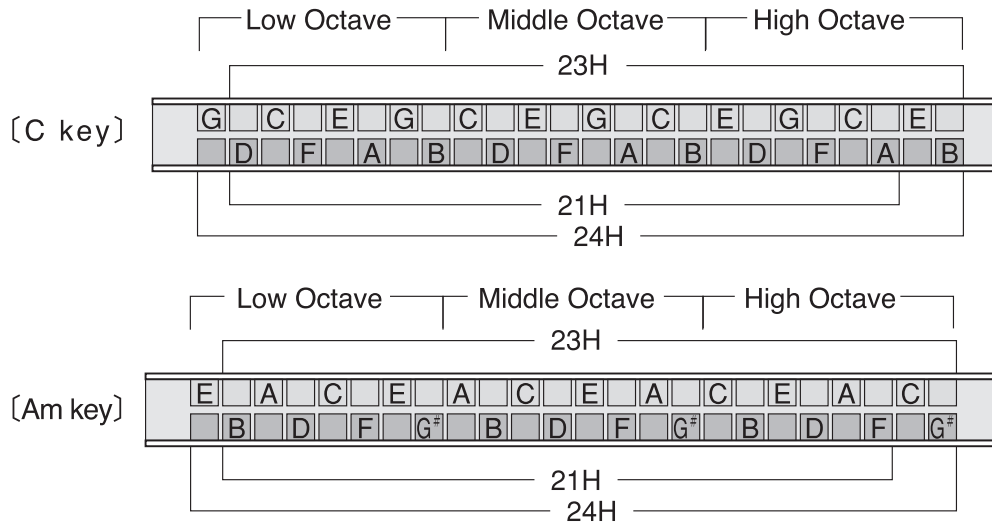 Low Octave Middle Octave High Octave
23H
〔C key〕
G C E G C E G C E G C E
D F A B D F A B D F A B
21H
24H
Low Octave Middle Octave High Octave
23H
〔Am key〕
E A C E A C E A C E A C
B D F G# B D F G# B D F G#
21H
24H